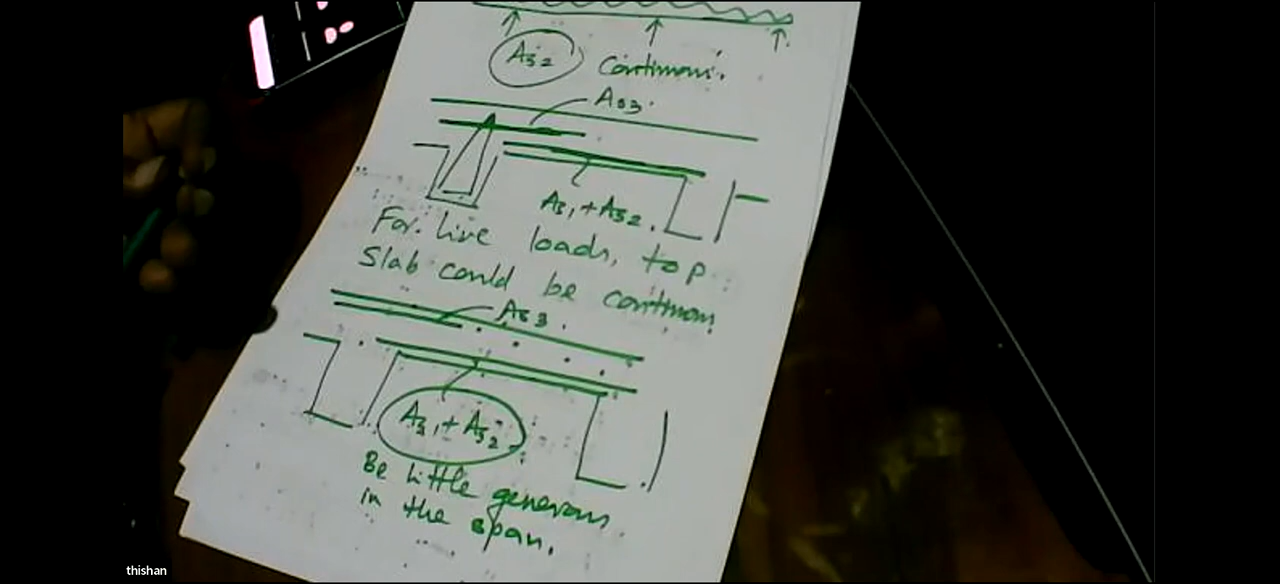 As2 Continuous.
As3.
As1 + As2.
For live loads, top
slab could be continuous
As3.
As1 + As2
Be little generous
in the span.
thishan